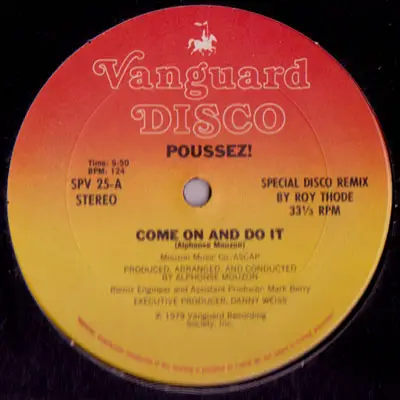 Vanguard
DISCO
POUSSEZ!
Time: 5:50
BPM: 124
SPV 25-A
STEREO
SPECIAL DISCO REMIX
BY ROY THODE
33⅓ RPM
COME ON AND DO IT
(Alphonse Mouzon)
Mouzon Music Co. ASCAP
PRODUCED, ARRANGED, AND CONDUCTED
BY ALPHONSE MOUZON
Remix Engineer and Assistant Producer: Mark Berry
EXECUTIVE PRODUCER, DANNY WEISS
℗ 1979 Vanguard Recording
Society, Inc.